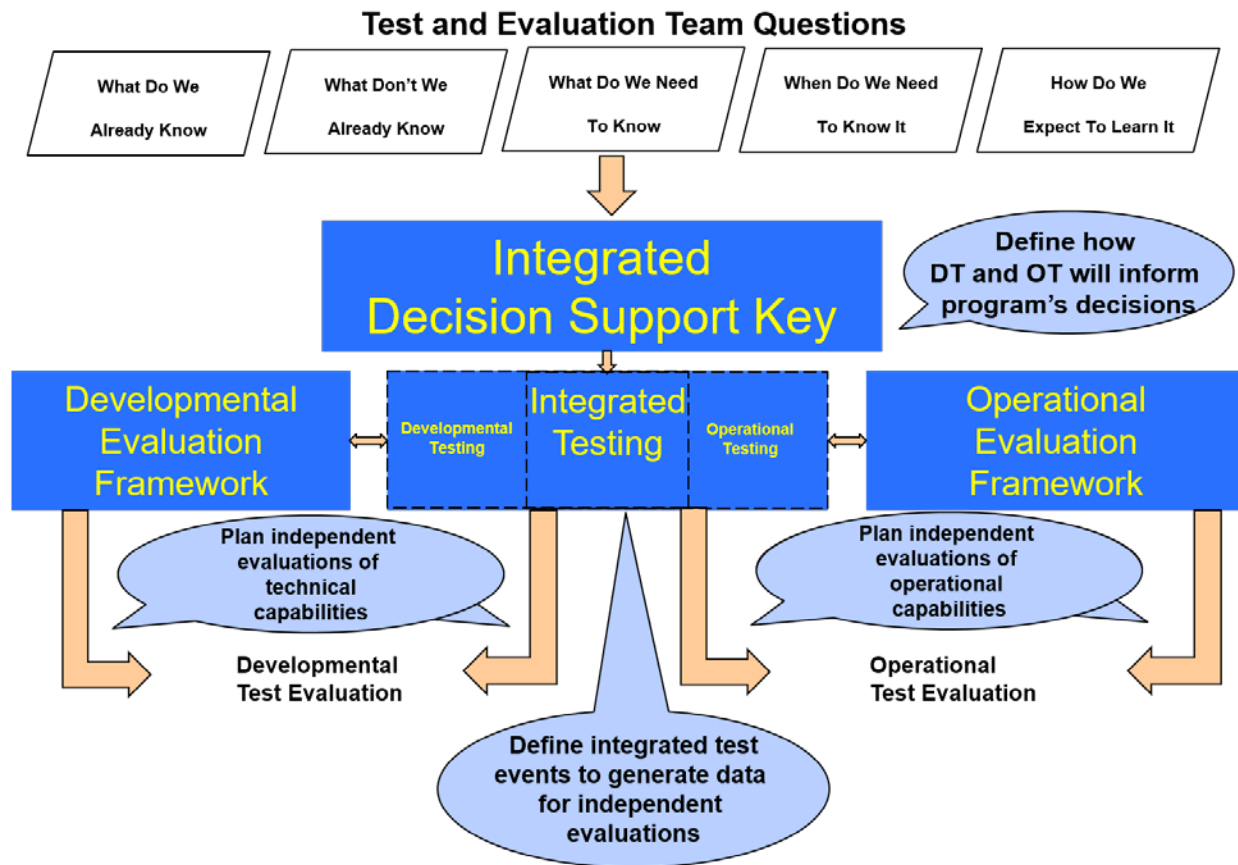 Test and Evaluation Team Questions
What Do We
Already Know
What Don't We
Already Know
What Do We Need
To Know
When Do We Need
To Know It
How Do We
Expect To Learn It
Integrated
Decision Support Key
Define how
DT and OT will inform
program's decisions
Developmental
Evaluation
Framework
Developmental
Testing
Integrated
Testing
Operational
Testing
Operational
Evaluation
Framework
Plan independent
evaluations of
technical
capabilities
Plan independent
evaluations of
operational
capabilities
Developmental
Test Evaluation
Operational
Test Evaluation
Define integrated test
events to generate data
for independent
evaluations